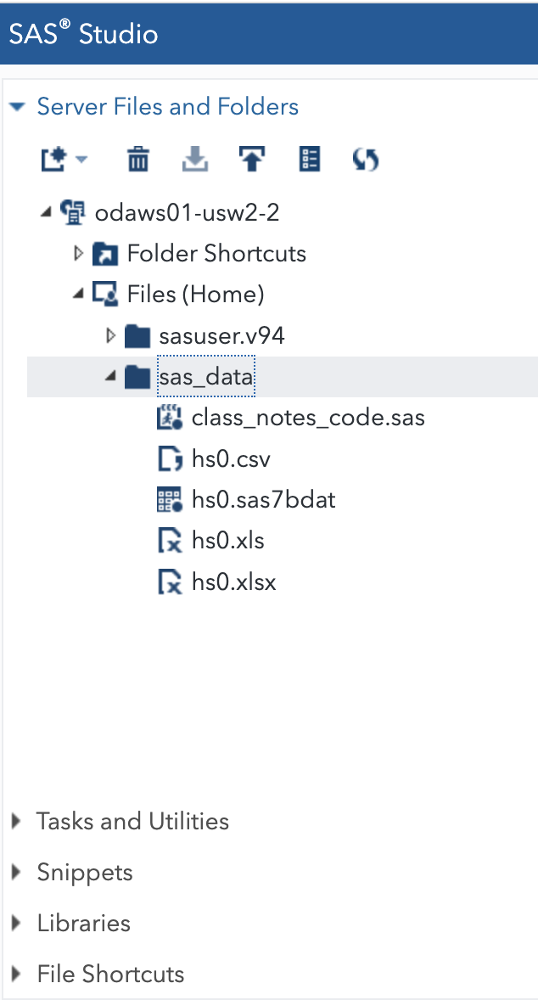 SAS® Studio
Server Files and Folders
odaws01-usw2-2
Folder Shortcuts
Files (Home)
sasuser.v94
sas_data
class_notes_code.sas
hs0.csv
hs0.sas7bdat
hs0.xls
hs0.xlsx
Tasks and Utilities
Snippets
Libraries
File Shortcuts